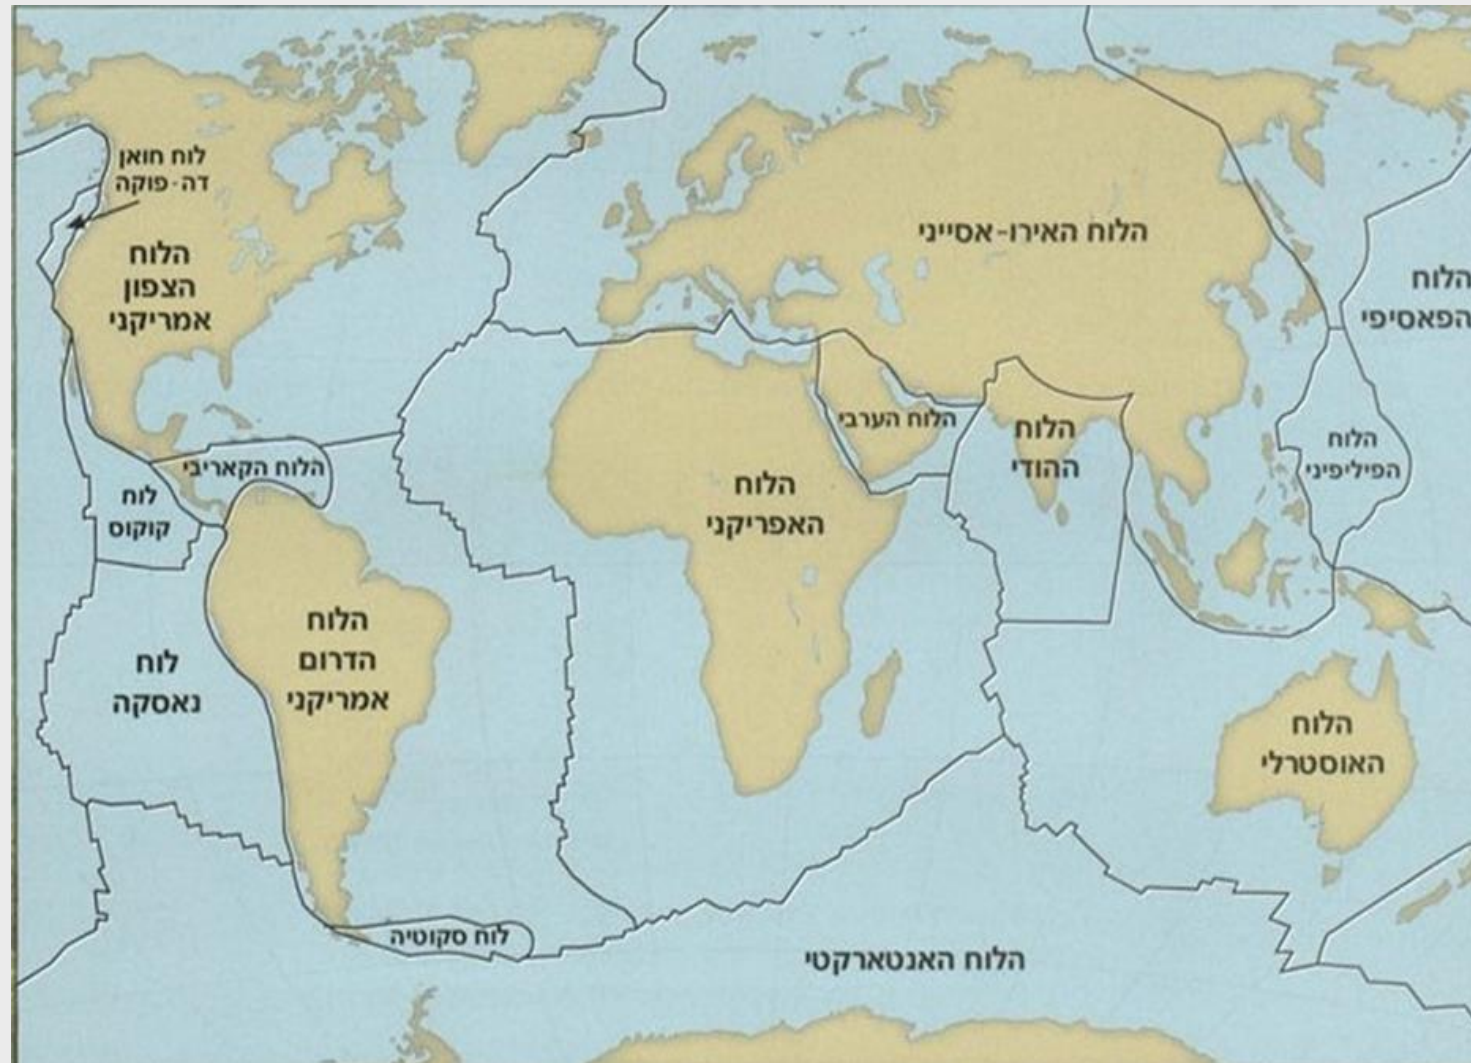 לוח חואן
דה-פוקה
הלוח
הצפון
אמריקני
הלוח האירו-אסייני
הלוח
הפאסיפי
הלוח הקאריבי
לוח
קוקוס
הלוח הערבי
הלוח
ההודי
הלוח
הפיליפיני
הלוח
האפריקני
לוח
נאסקה
הלוח
הדרום
אמריקני
הלוח
האוסטרלי
לוח סקוטיה
הלוח האנטארקטי